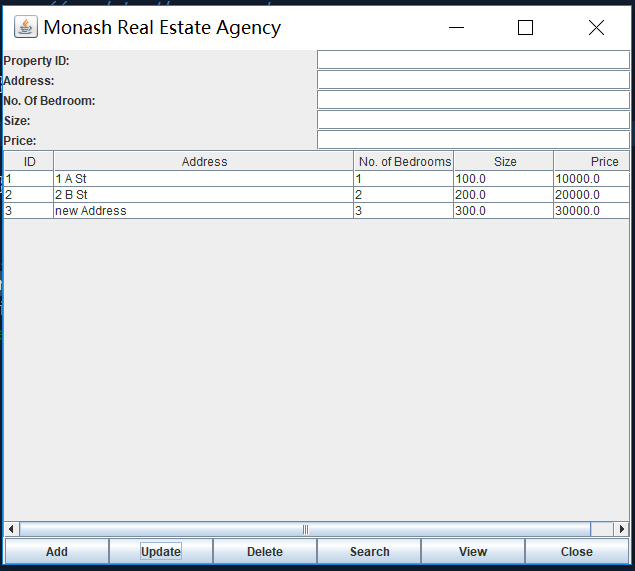 Monash Real Estate Agency
Property ID:
Address:
No. Of Bedroom:
Size:
Price:
ID Address No. of Bedrooms Size Price
1 1 A St 1 100.0 10000.0
2 2 B St 2 200.0 20000.0
3 new Address 3 300.0 30000.0
Add Update Delete Search View Close